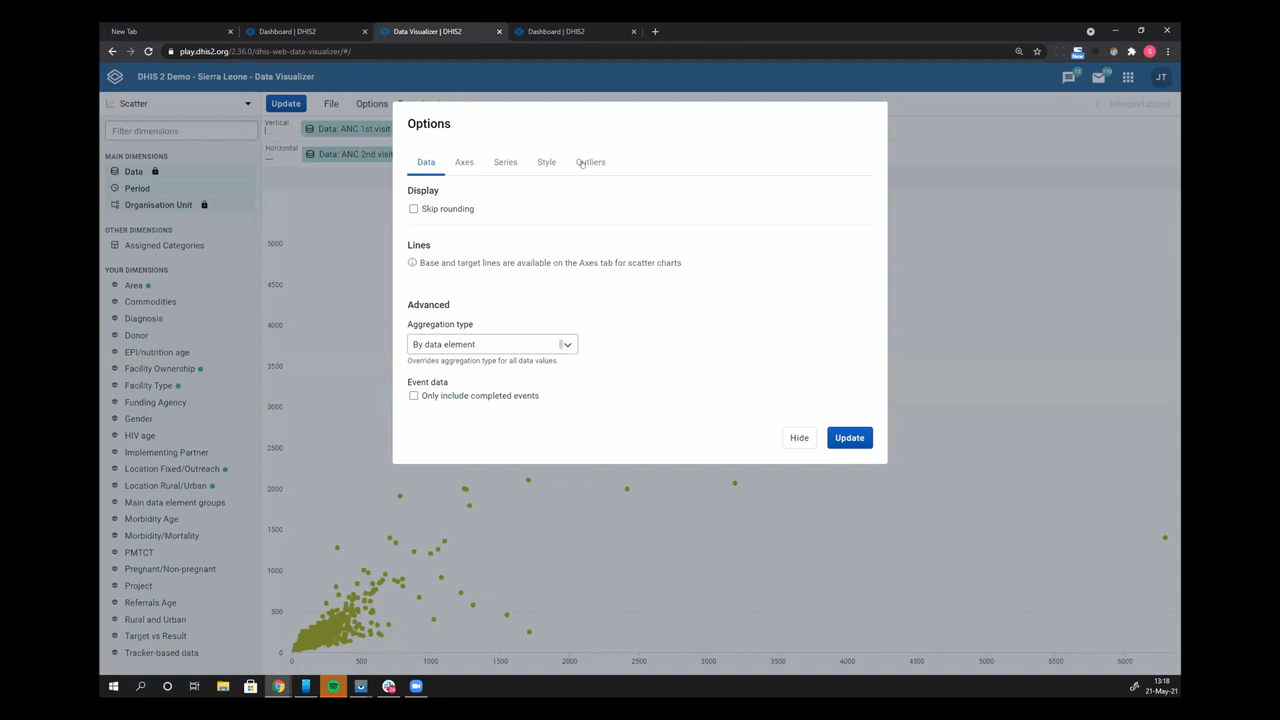 New Tab
Dashboard | DHIS2
Data Visualizer | DHIS2
Dashboard | DHIS2
play.dhis2.org/2.36.0/dhis-web-data-visualizer/#/
New
S
DHIS 2 Demo - Sierra Leone - Data Visualizer
JT
Scatter
Update
File
Options
Interpretations
Filter dimensions
Vertical
Data: ANC 1st visit
Horizontal
Data: ANC 2nd visit
MAIN DIMENSIONS
Data
Period
Organisation Unit
OTHER DIMENSIONS
Assigned Categories
YOUR DIMENSIONS
Area
Commodities
Diagnosis
Donor
EPI/nutrition age
Facility Ownership
Facility Type
Funding Agency
Gender
HIV age
Implementing Partner
Location Fixed/Outreach
Location Rural/Urban
Main data element groups
Morbidity Age
Morbidity/Mortality
PMTCT
Pregnant/Non-pregnant
Project
Referrals Age
Rural and Urban
Target vs Result
Tracker-based data
Options
Data
Axes
Series
Style
Outliers
Display
Skip rounding
Lines
Base and target lines are available on the Axes tab for scatter charts
Advanced
Aggregation type
By data element
Overrides aggregation type for all data values.
Event data
Only include completed events
Hide
Update
5000
4500
4000
3500
3000
2500
2000
1500
1000
500
0
0
500
1000
1500
2000
2500
3000
3500
4000
4500
5000
5500
6000
13:18
21-May-21